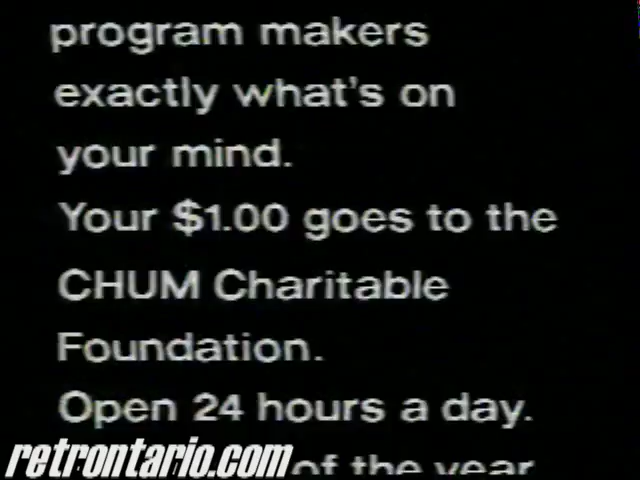 program makers
exactly what's on
your mind.
Your $1.00 goes to the
CHUM Charitable
Foundation.
Open 24 hours a day.
retrontario.com of the year